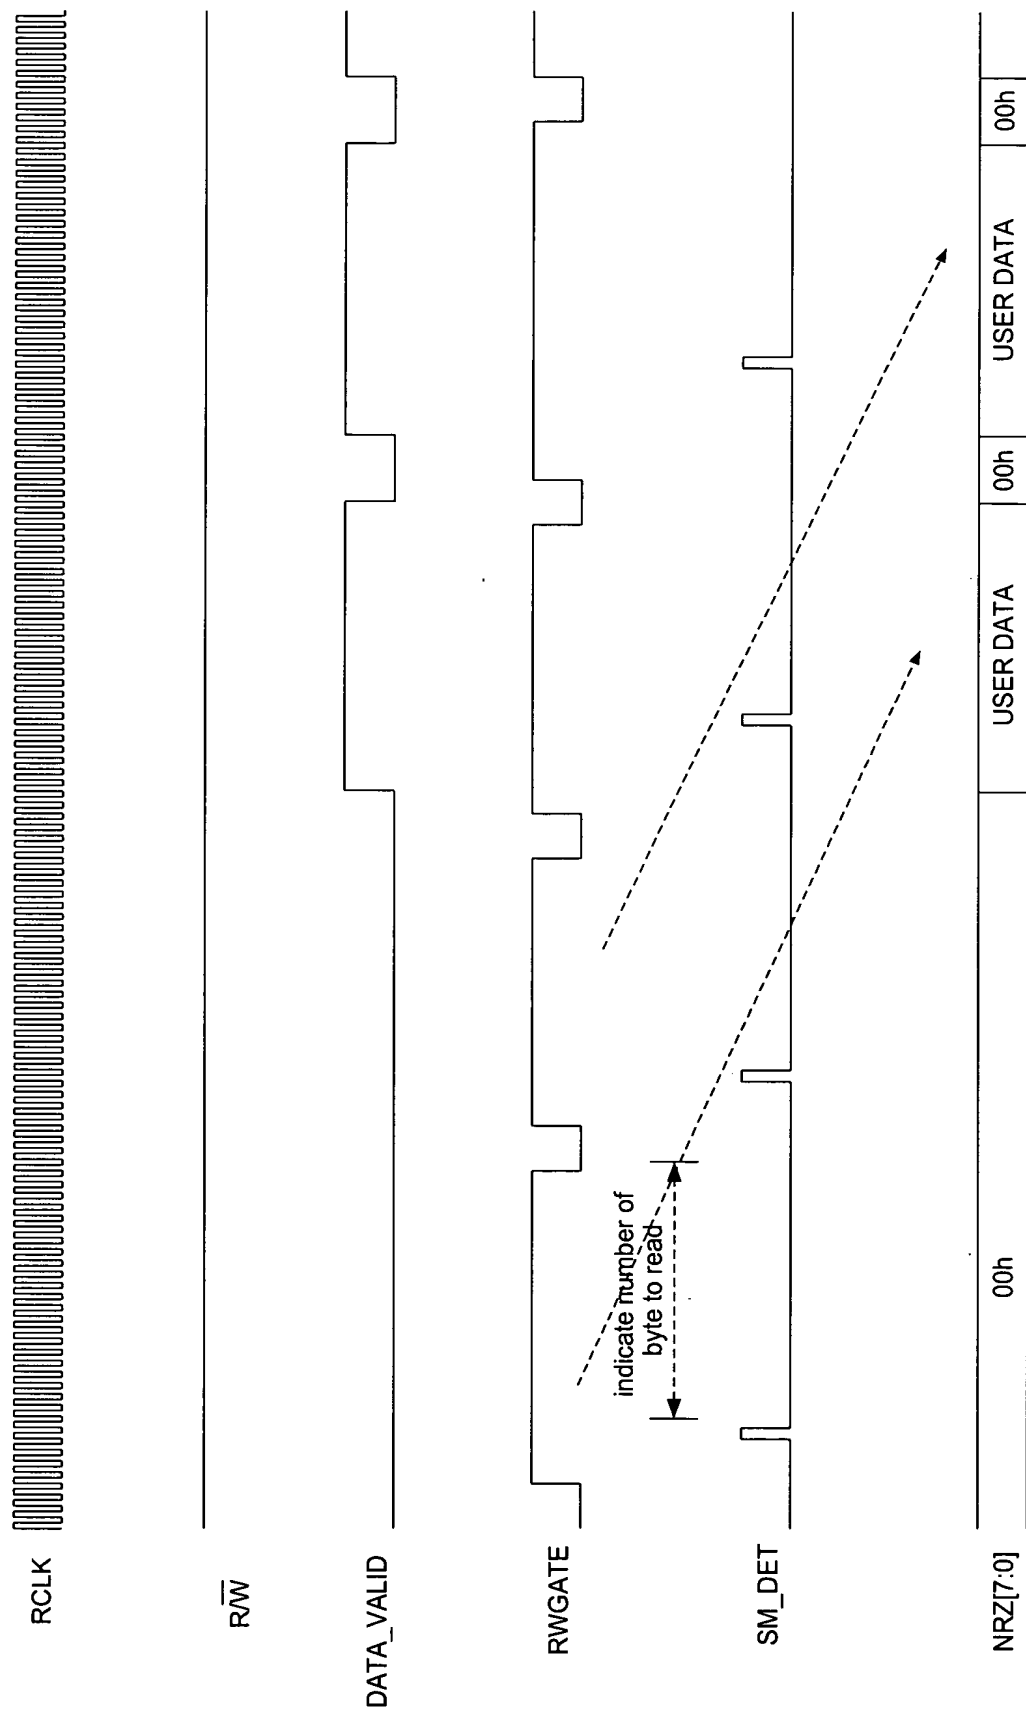 RCLK
R/W̅
DATA_VALID
RWGATE
indicate number of
byte to read
SM_DET
NRZ[7:0]
00h
USER DATA
00h
USER DATA
00h